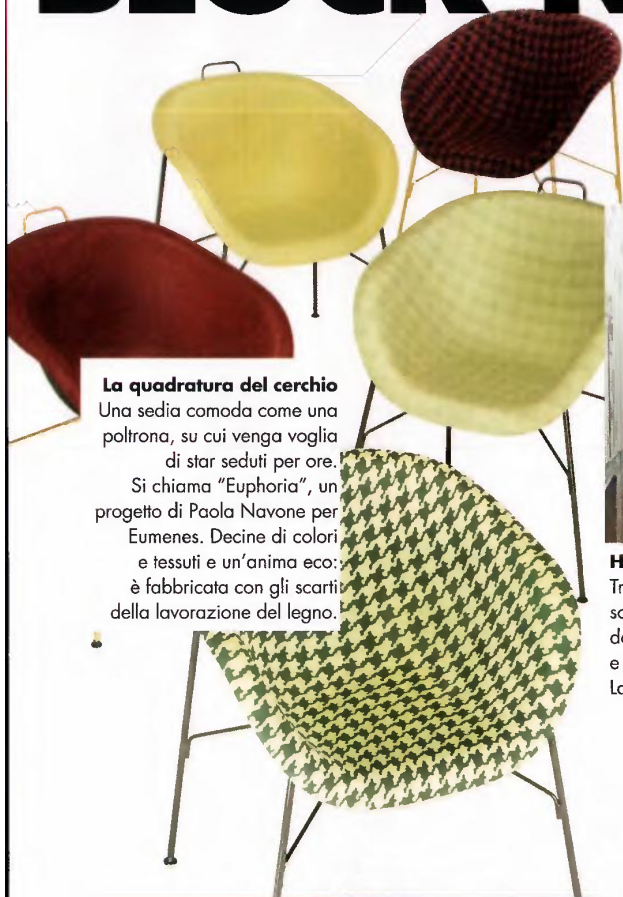 La quadratura del cerchio
Una sedia comoda come una
poltrona, su cui venga voglia
di star seduti per ore.
Si chiama "Euphoria", un
progetto di Paola Navone per
Eumenes. Decine di colori
e tessuti e un'anima eco:
è fabbricata con gli scarti
della lavorazione del legno.